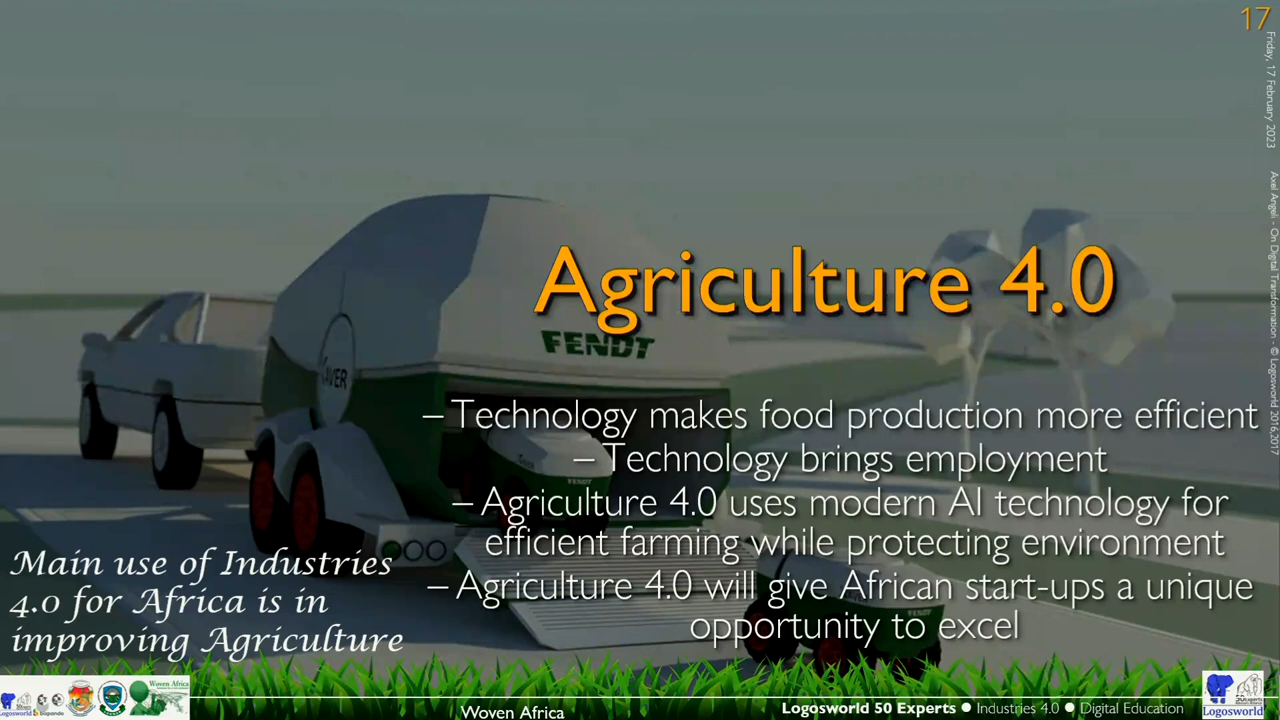 17
Friday, 17 February 2023
Axel Angeli - On Digital Transformation - © Logosworld 2016,2017
Agriculture 4.0
FENDT
– Technology makes food production more efficient
– Technology brings employment
– Agriculture 4.0 uses modern AI technology for
efficient farming while protecting environment
– Agriculture 4.0 will give African start-ups a unique
opportunity to excel
Main use of Industries
4.0 for Africa is in
improving Agriculture
Woven Africa
Logosworld
Woven Africa
Logosworld 50 Experts ● Industries 4.0 ● Digital Education
Logosworld